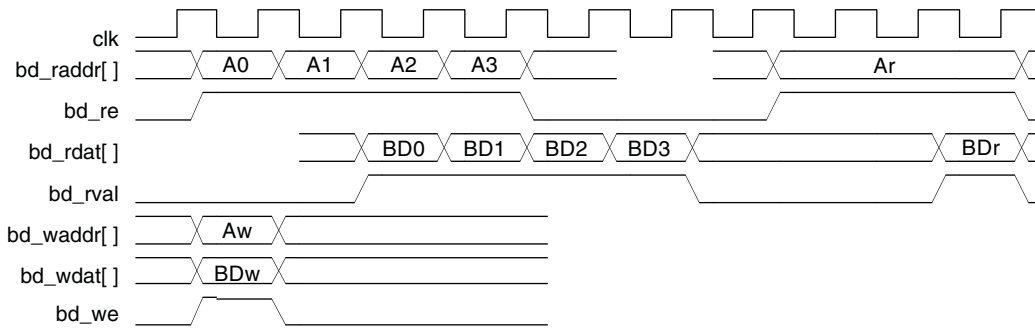 clk
bd_raddr[ ] A0 A1 A2 A3 Ar
bd_re
bd_rdat[ ] BD0 BD1 BD2 BD3 BDr
bd_rval
bd_waddr[ ] Aw
bd_wdat[ ] BDw
bd_we